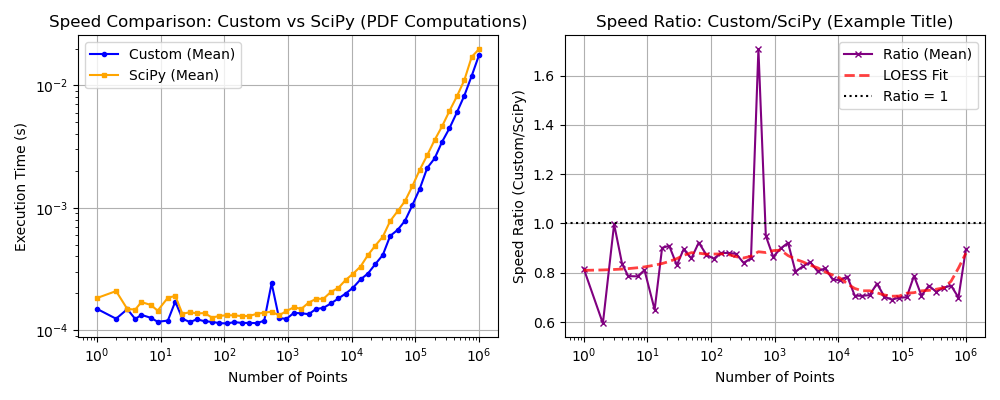 Speed Comparison: Custom vs SciPy (PDF Computations)
Custom (Mean)
SciPy (Mean)
Execution Time (s)
10⁻²
10⁻³
10⁻⁴
10⁰ 10¹ 10² 10³ 10⁴ 10⁵ 10⁶
Number of Points
Speed Ratio: Custom/SciPy (Example Title)
Ratio (Mean)
LOESS Fit
Ratio = 1
Speed Ratio (Custom/SciPy)
1.6
1.4
1.2
1.0
0.8
0.6
10⁰ 10¹ 10² 10³ 10⁴ 10⁵ 10⁶
Number of Points